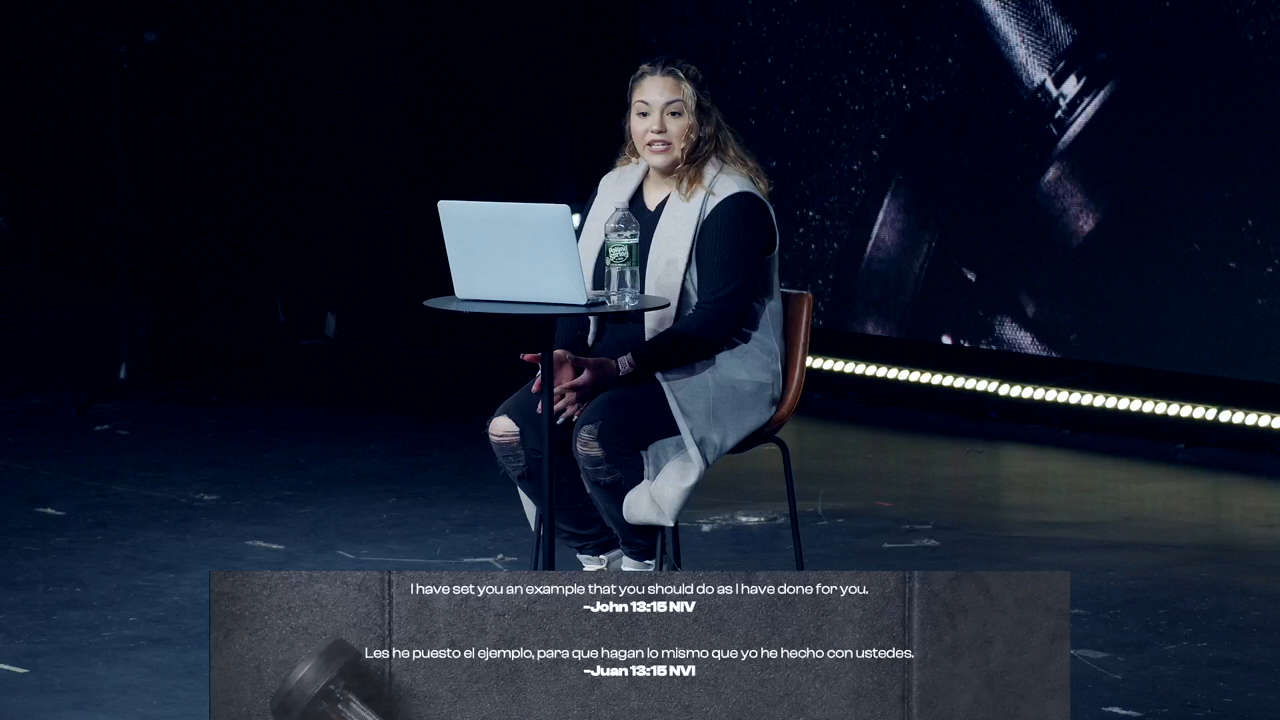 Poland
Spring
I have set you an example that you should do as I have done for you.
-John 13:15 NIV
Les he puesto el ejemplo, para que hagan lo mismo que yo he hecho con ustedes.
-Juan 13:15 NVI